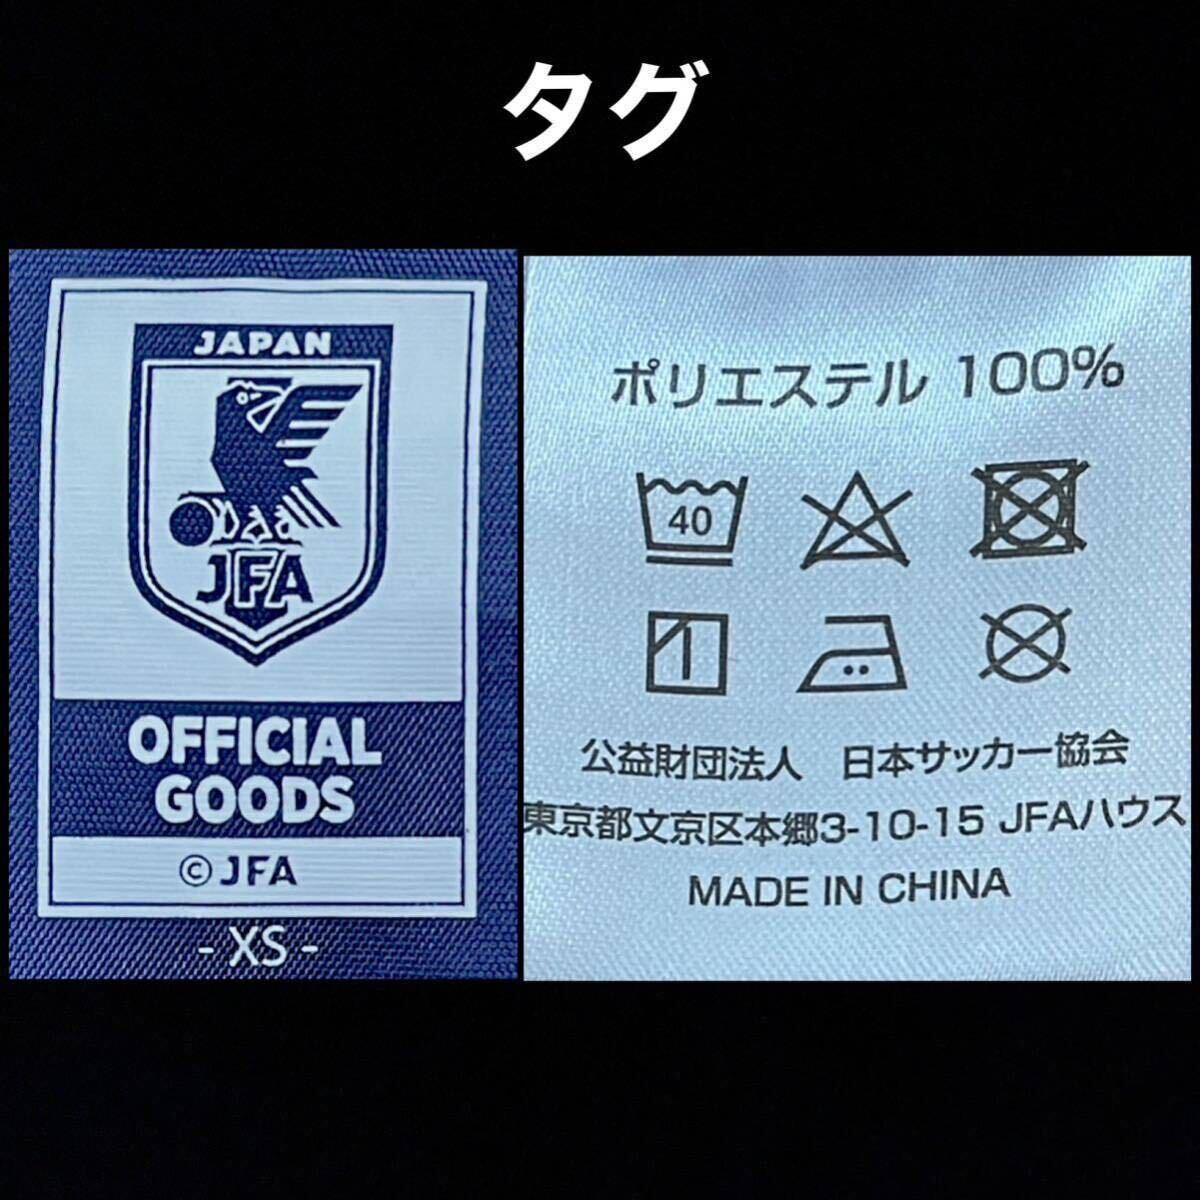 タグ
JAPAN
JFA
OFFICIAL
GOODS
©JFA
- XS -
ポリエステル 100%
40
公益財団法人 日本サッカー協会
東京都文京区本郷3-10-15 JFAハウス
MADE IN CHINA